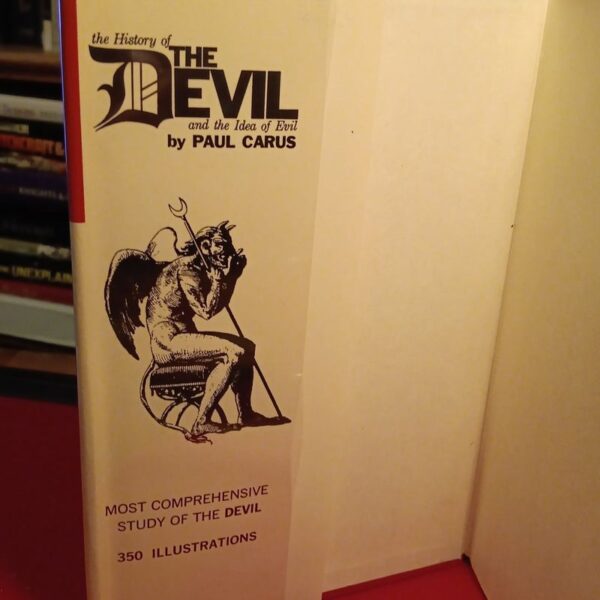 the History of
THE
DEVIL
and the Idea of Evil
by PAUL CARUS
MOST COMPREHENSIVE
STUDY OF THE DEVIL
350 ILLUSTRATIONS
UNEXPLAIN